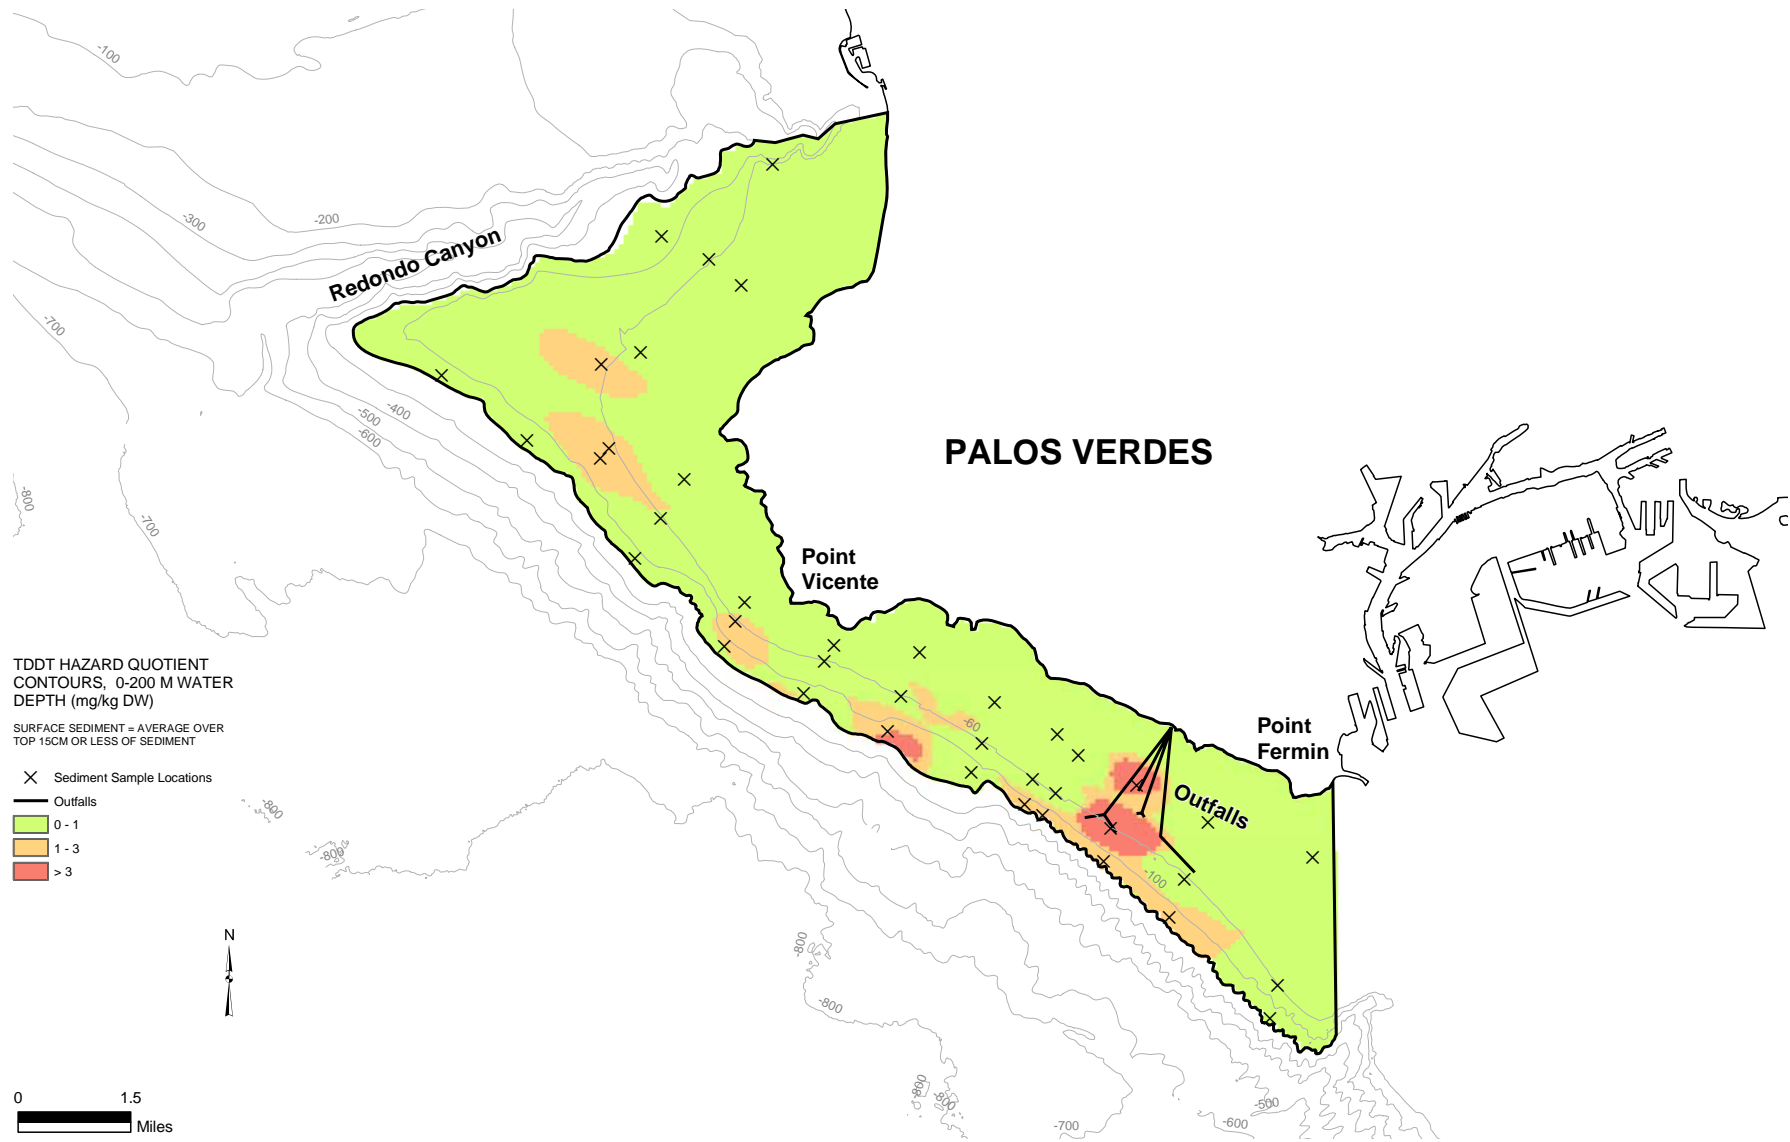 -100
-300
-200
Redondo Canyon
-700
-400
-500
-600
PALOS VERDES
-800
-700
Point
Vicente
TDDT HAZARD QUOTIENT
CONTOURS, 0-200 M WATER
DEPTH (mg/kg DW)
SURFACE SEDIMENT = AVERAGE OVER
TOP 15CM OR LESS OF SEDIMENT
Sediment Sample Locations
Outfalls
0 - 1
1 - 3
> 3
-60
Point
Fermin
Outfalls
-800
-800
-100
N
-800
-800
-800
-800
0 1.5
Miles
-500
-600
-700